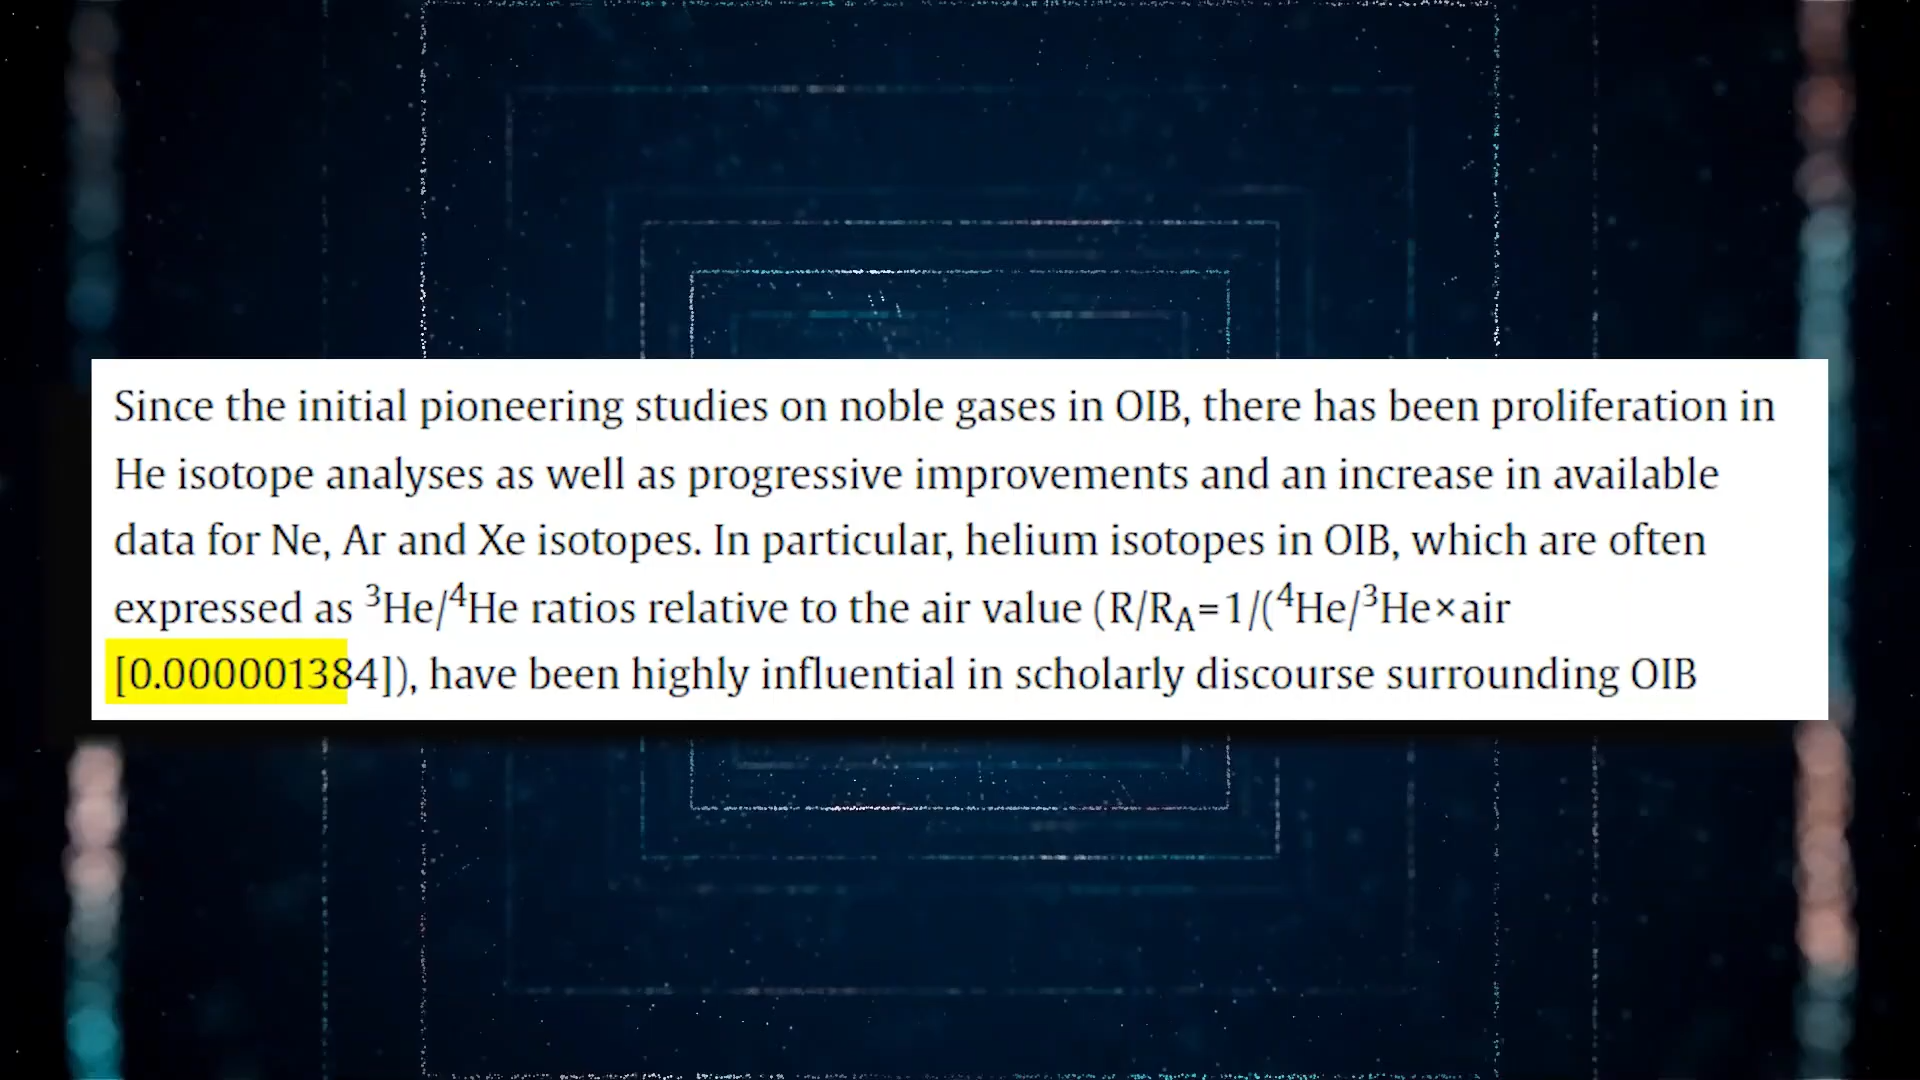 Since the initial pioneering studies on noble gases in OIB, there has been proliferation in
He isotope analyses as well as progressive improvements and an increase in available
data for Ne, Ar and Xe isotopes. In particular, helium isotopes in OIB, which are often
expressed as ³He/⁴He ratios relative to the air value (R/R_A=1/(⁴He/³He×air
[0.000001384]), have been highly influential in scholarly discourse surrounding OIB